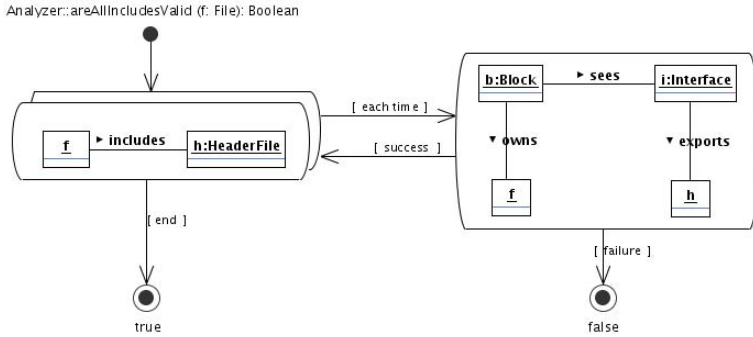 Analyzer::areAllIncludesValid (f: File): Boolean
b:Block
▸ sees
i:Interface
[ each time ]
f
▸ includes
h:HeaderFile
▾ owns
▾ exports
[ success ]
f
h
[ end ]
[ failure ]
true
false